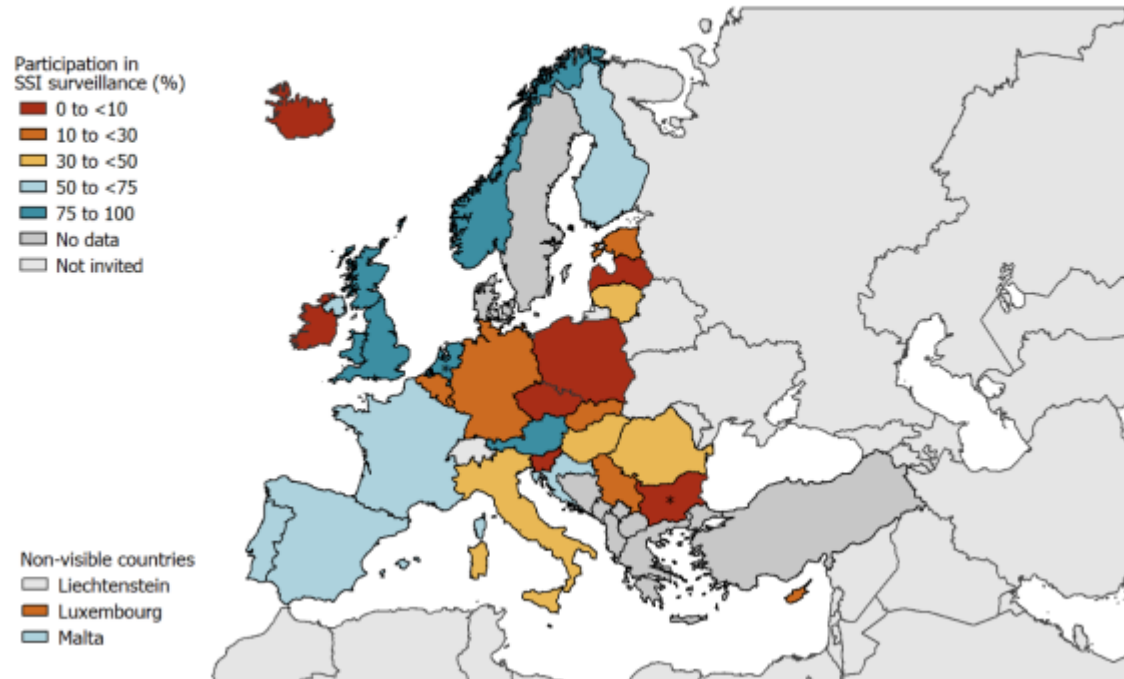 Participation in
SSI surveillance (%)
0 to <10
10 to <30
30 to <50
50 to <75
75 to 100
No data
Not invited
*
Non-visible countries
Liechtenstein
Luxembourg
Malta